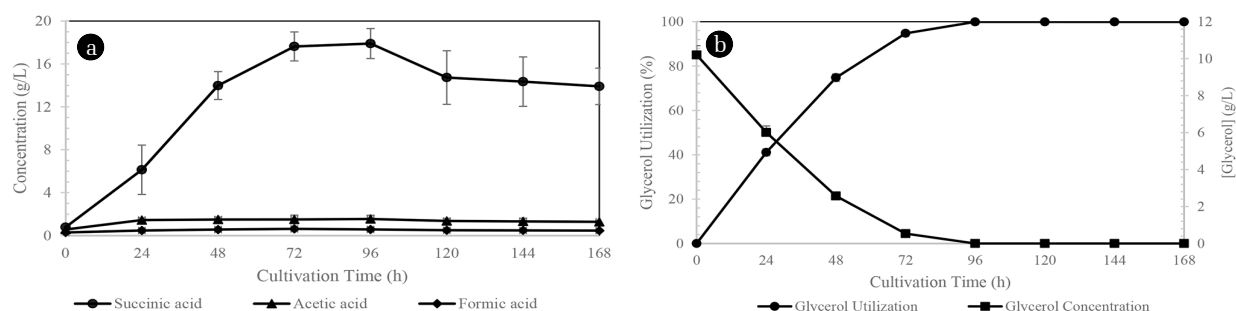 a
Concentration (g/L)
20
16
12
8
4
0
0 24 48 72 96 120 144 168
Cultivation Time (h)
Succinic acid Acetic acid Formic acid
b
Glycerol Utilization (%)
100
80
60
40
20
0
0 24 48 72 96 120 144 168
Cultivation Time (h)
12
10
8
6
4
2
0
[Glycerol] (g/L)
Glycerol Utilization Glycerol Concentration